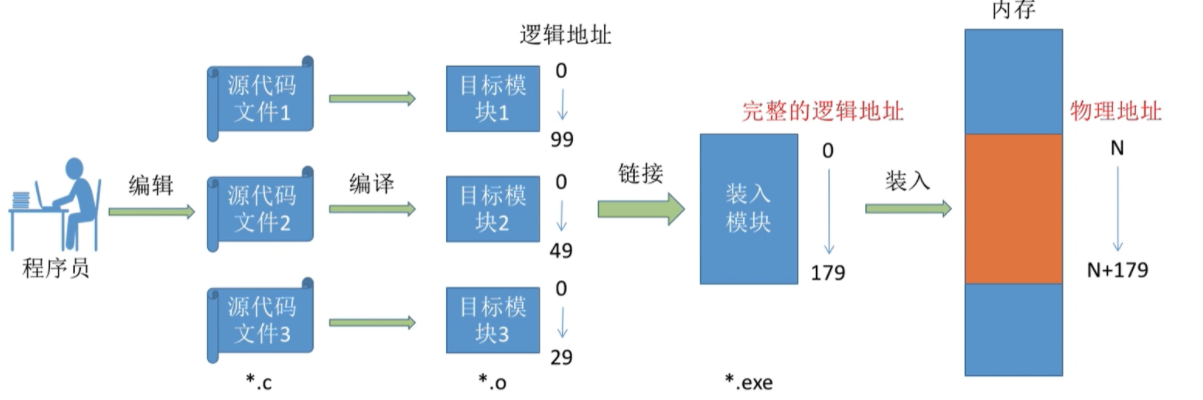 内存
逻辑地址
源代码
文件1
目标模
块1
0
99
完整的逻辑地址
物理地址
程序员
编辑
源代码
文件2
编译
目标模
块2
0
49
链接
装入
模块
0
179
装入
N
N+179
源代码
文件3
目标模
块3
0
29
*.c
*.o
*.exe